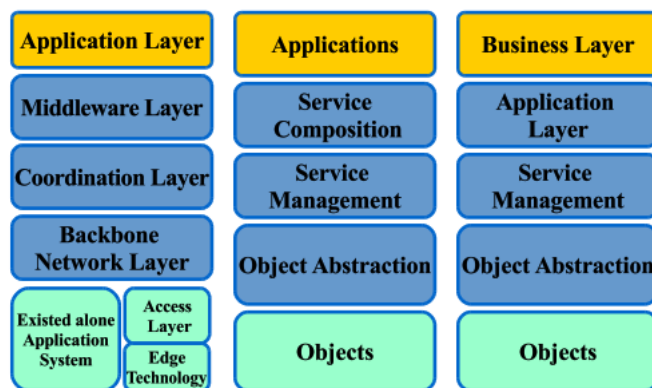 Application Layer
Middleware Layer
Coordination Layer
Backbone
Network Layer
Existed alone
Application
System
Access
Layer
Edge
Technology
Applications
Service
Composition
Service
Management
Object Abstraction
Objects
Business Layer
Application
Layer
Service
Management
Object Abstraction
Objects